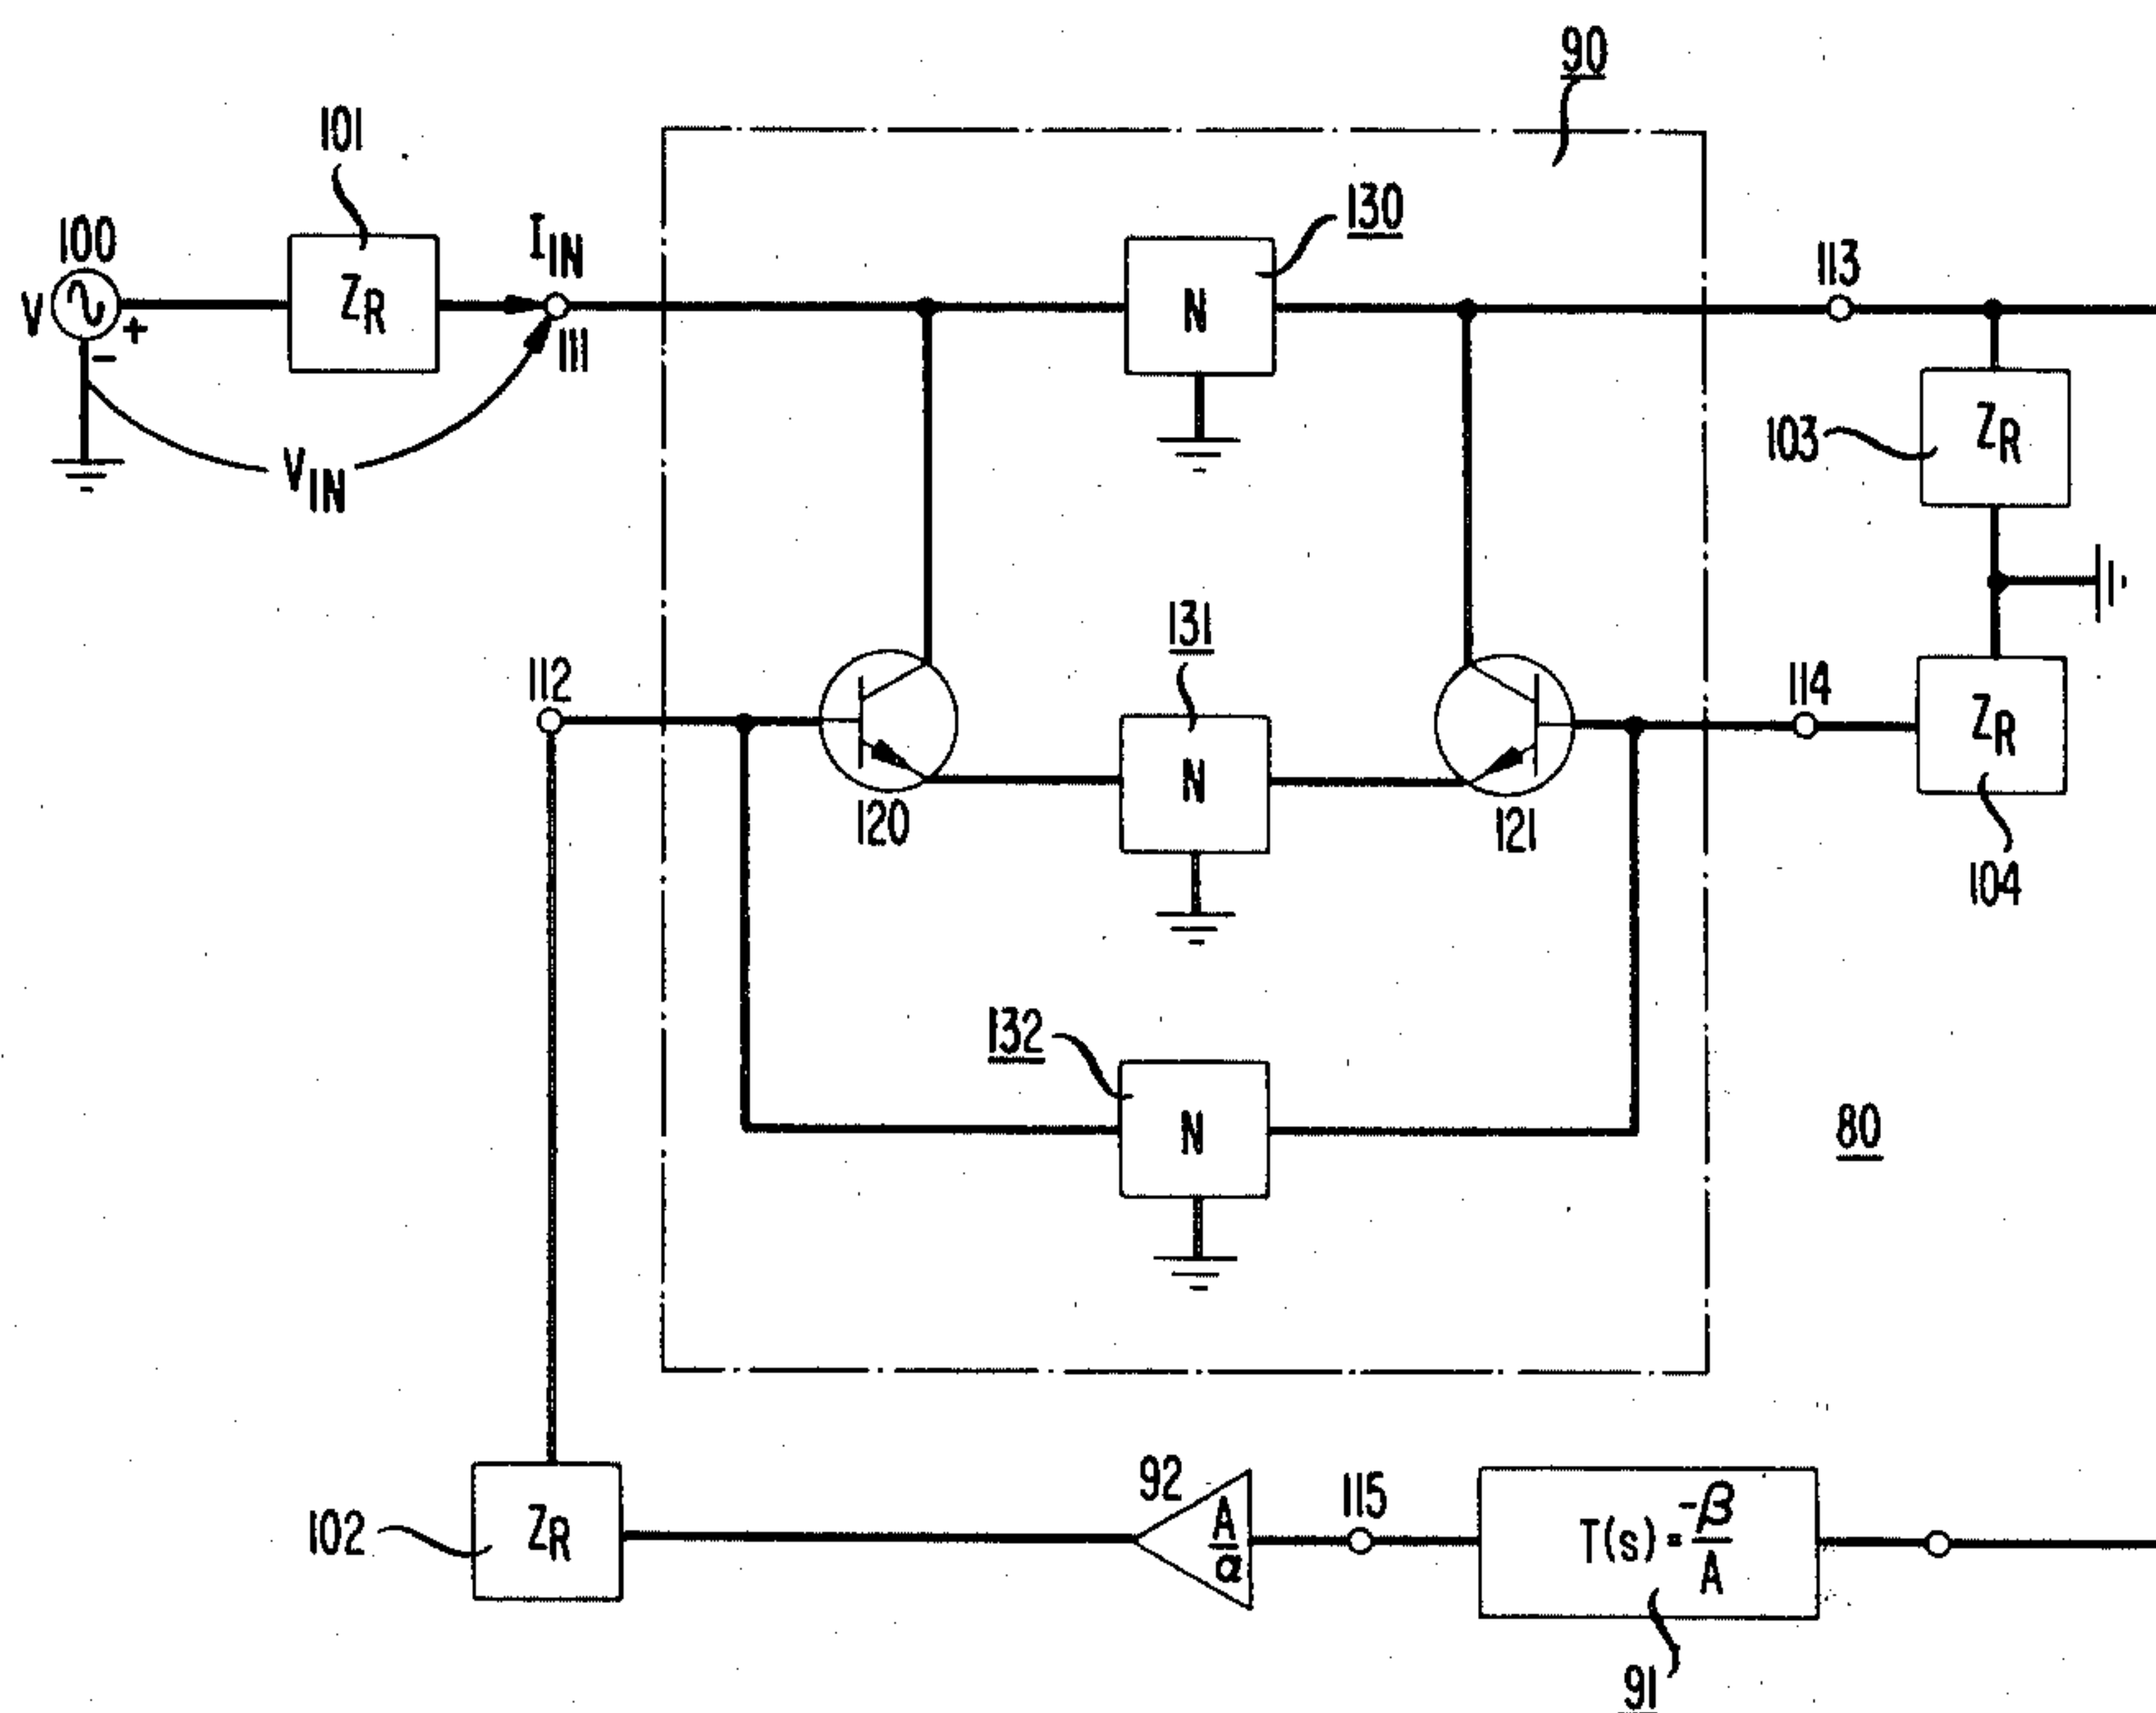 90
101
130
100
I_IN
113
V
+
Z_R
N
-
111
V_IN
103
Z_R
131
112
114
N
Z_R
120
121
104
132
N
80
92
115
T(s) = -β/A
102
Z_R
A/α
91